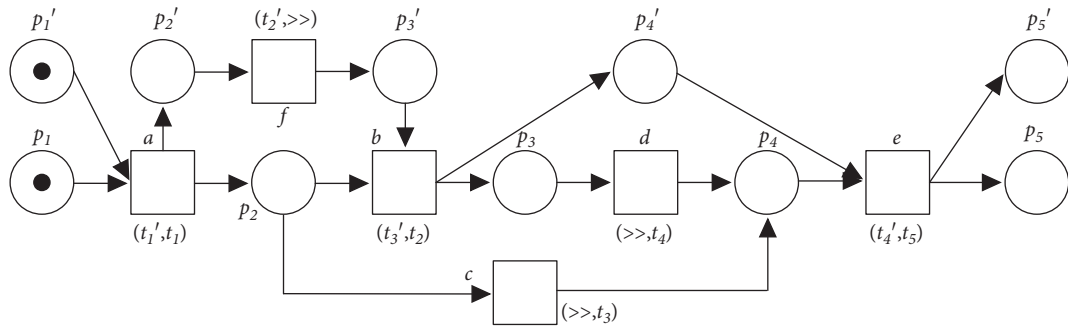 p1′
p2′
(t2′,>>)
p3′
p4′
p5′
f
p1
a
b
p3
d
p4
e
p5
p2
(t1′,t1)
(t3′,t2)
(>>,t4)
(t4′,t5)
c
(>>,t3)